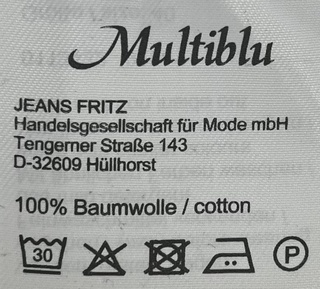 Multiblu
JEANS FRITZ
Handelsgesellschaft für Mode mbH
Tengerner Straße 143
D-32609 Hüllhorst
100% Baumwolle / cotton
30 P